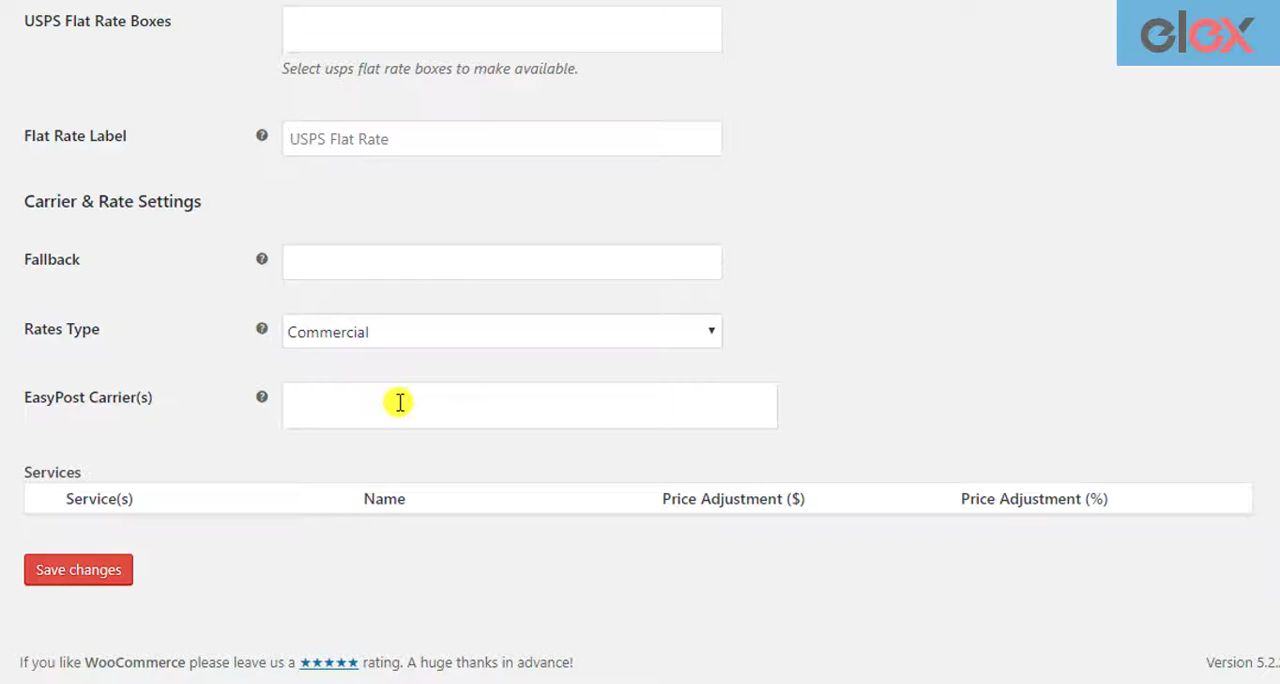 USPS Flat Rate Boxes
elex
Select usps flat rate boxes to make available.
Flat Rate Label
USPS Flat Rate
Carrier & Rate Settings
Fallback
Rates Type
Commercial
EasyPost Carrier(s)
Services
Service(s) Name Price Adjustment ($) Price Adjustment (%)
Save changes
If you like WooCommerce please leave us a ★★★★★ rating. A huge thanks in advance!
Version 5.2.